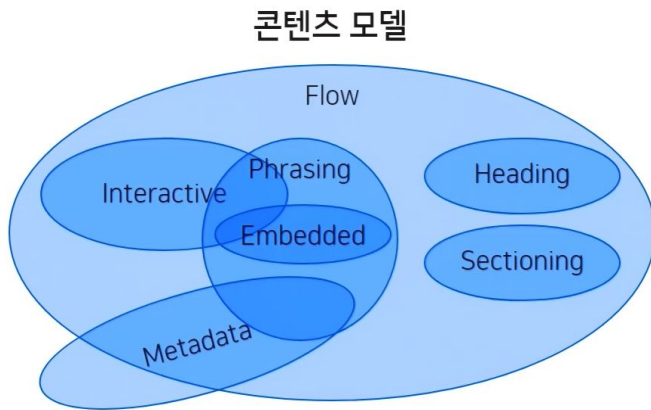 콘텐츠 모델
Flow
Phrasing
Heading
Interactive
Embedded
Sectioning
Metadata